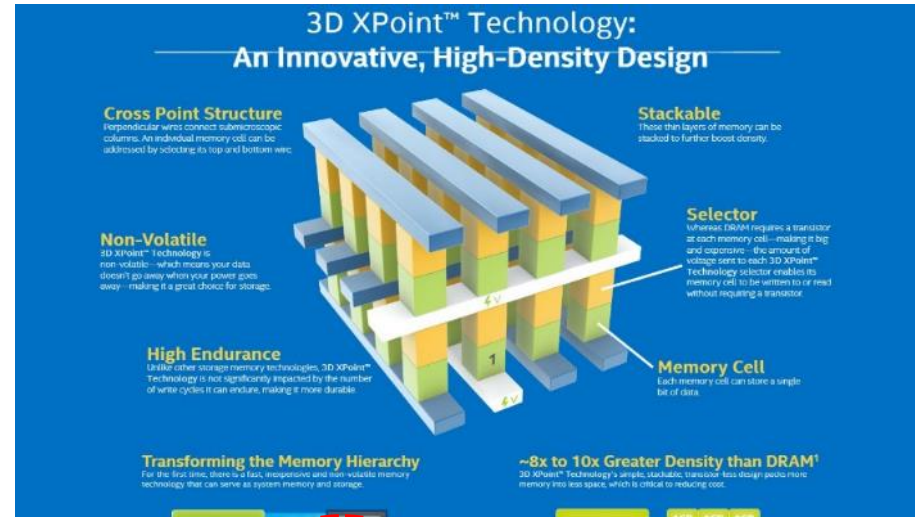 3D XPoint™ Technology:
An Innovative, High-Density Design
Cross Point Structure
Perpendicular wires connect submicroscopic
columns. An individual memory cell can be
addressed by selecting its top and bottom wire.
Stackable
These thin layers of memory can be
stacked to further boost density.
Non-Volatile
3D XPoint™ Technology is
non-volatile—which means your data
doesn't go away when your power goes
away—making it a great choice for storage.
Selector
Whereas DRAM requires a transistor
at each memory cell—making it big
and expensive—the amount of
voltage sent to each 3D XPoint™
Technology selector enables its
memory cell to be written to or read
without requiring a transistor.
V
High Endurance
Unlike other storage memory technologies, 3D XPoint™
Technology is not significantly impacted by the number
of write cycles it can endure, making it more durable.
1
V
Memory Cell
Each memory cell can store a single
bit of data.
Transforming the Memory Hierarchy
For the first time, there is a fast, inexpensive and non-volatile memory
technology that can serve as system memory and storage.
~8x to 10x Greater Density than DRAM¹
3D XPoint™ Technology's simple, stackable, transistor-less design packs more
memory into less space, which is critical to reducing cost.